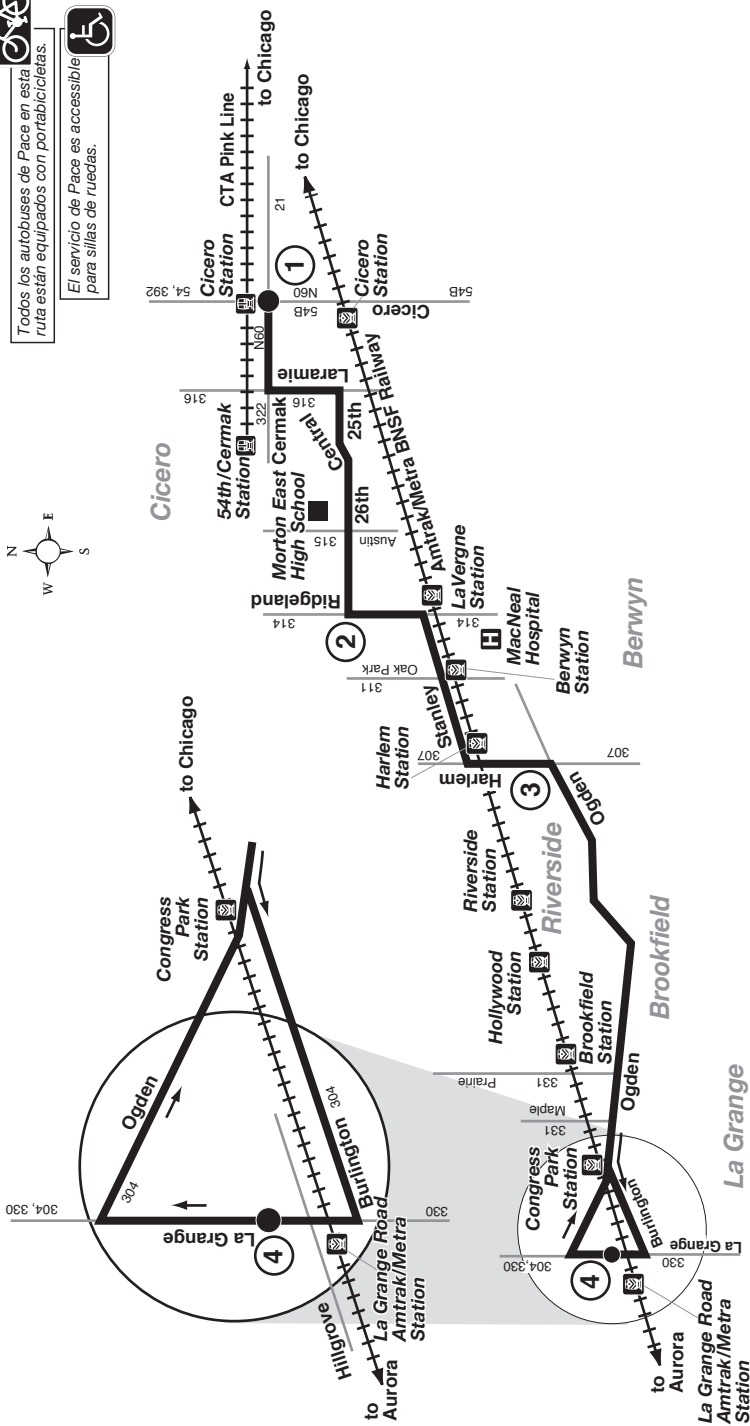 Todos los autobuses de Pace en esta
ruta están equipados con portabicicletas.
El servicio de Pace es accessible
para sillas de ruedas.
N
W
E
S
Cicero
Berwyn
Riverside
Brookfield
La Grange
CTA Pink Line
to Chicago
to Chicago
Cicero
Station
54, 392
21
1
N60
N60
54B
54B
Cicero
Cicero
Station
54th/Cermak
Station
316
322
316
Laramie
Cermak
Central
25th
26th
Morton East
High School
315
Austin
Amtrak/Metra BNSF Railway
Ridgeland
314
314
2
LaVergne
Station
H
MacNeal
Hospital
Oak Park
311
Berwyn
Station
Stanley
Harlem
Station
307
307
Harlem
3
Ogden
Riverside
Station
Hollywood
Station
Brookfield
Station
Prairie
331
Maple
331
Ogden
Congress
Park
Station
Burlington
La Grange
304,330
330
4
La Grange Road
Amtrak/Metra
Station
to
Aurora
to Chicago
Congress
Park
Station
Ogden
304
304
Burlington
304,330
330
La Grange
4
Hillgrove
La Grange Road
Amtrak/Metra
Station
to
Aurora